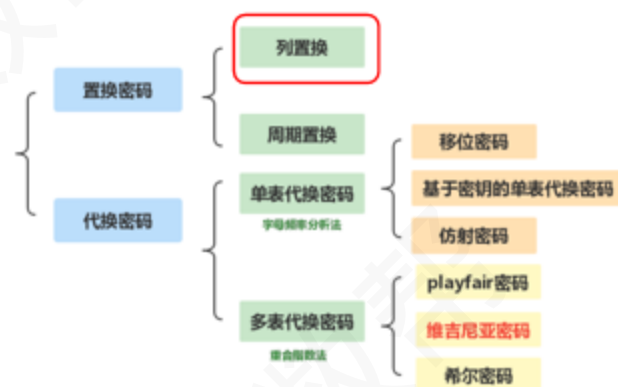 列置换
置换密码
周期置换
移位密码
单表代换密码
字母频率分析法
基于密钥的单表代换密码
代换密码
仿射密码
playfair密码
多表代换密码
重合指数法
维吉尼亚密码
希尔密码